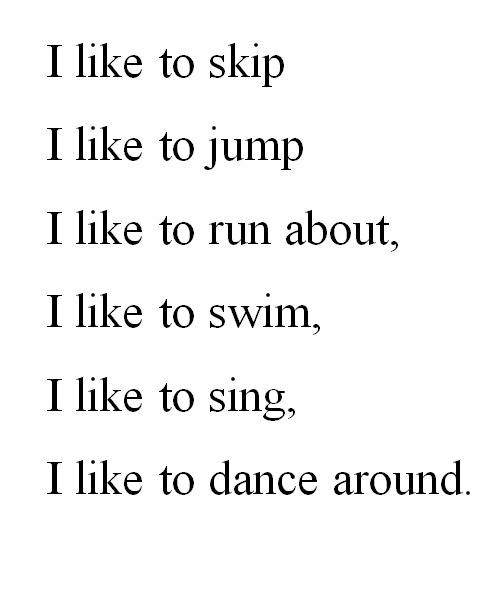 I like to skip
I like to jump
I like to run about,
I like to swim,
I like to sing,
I like to dance around.